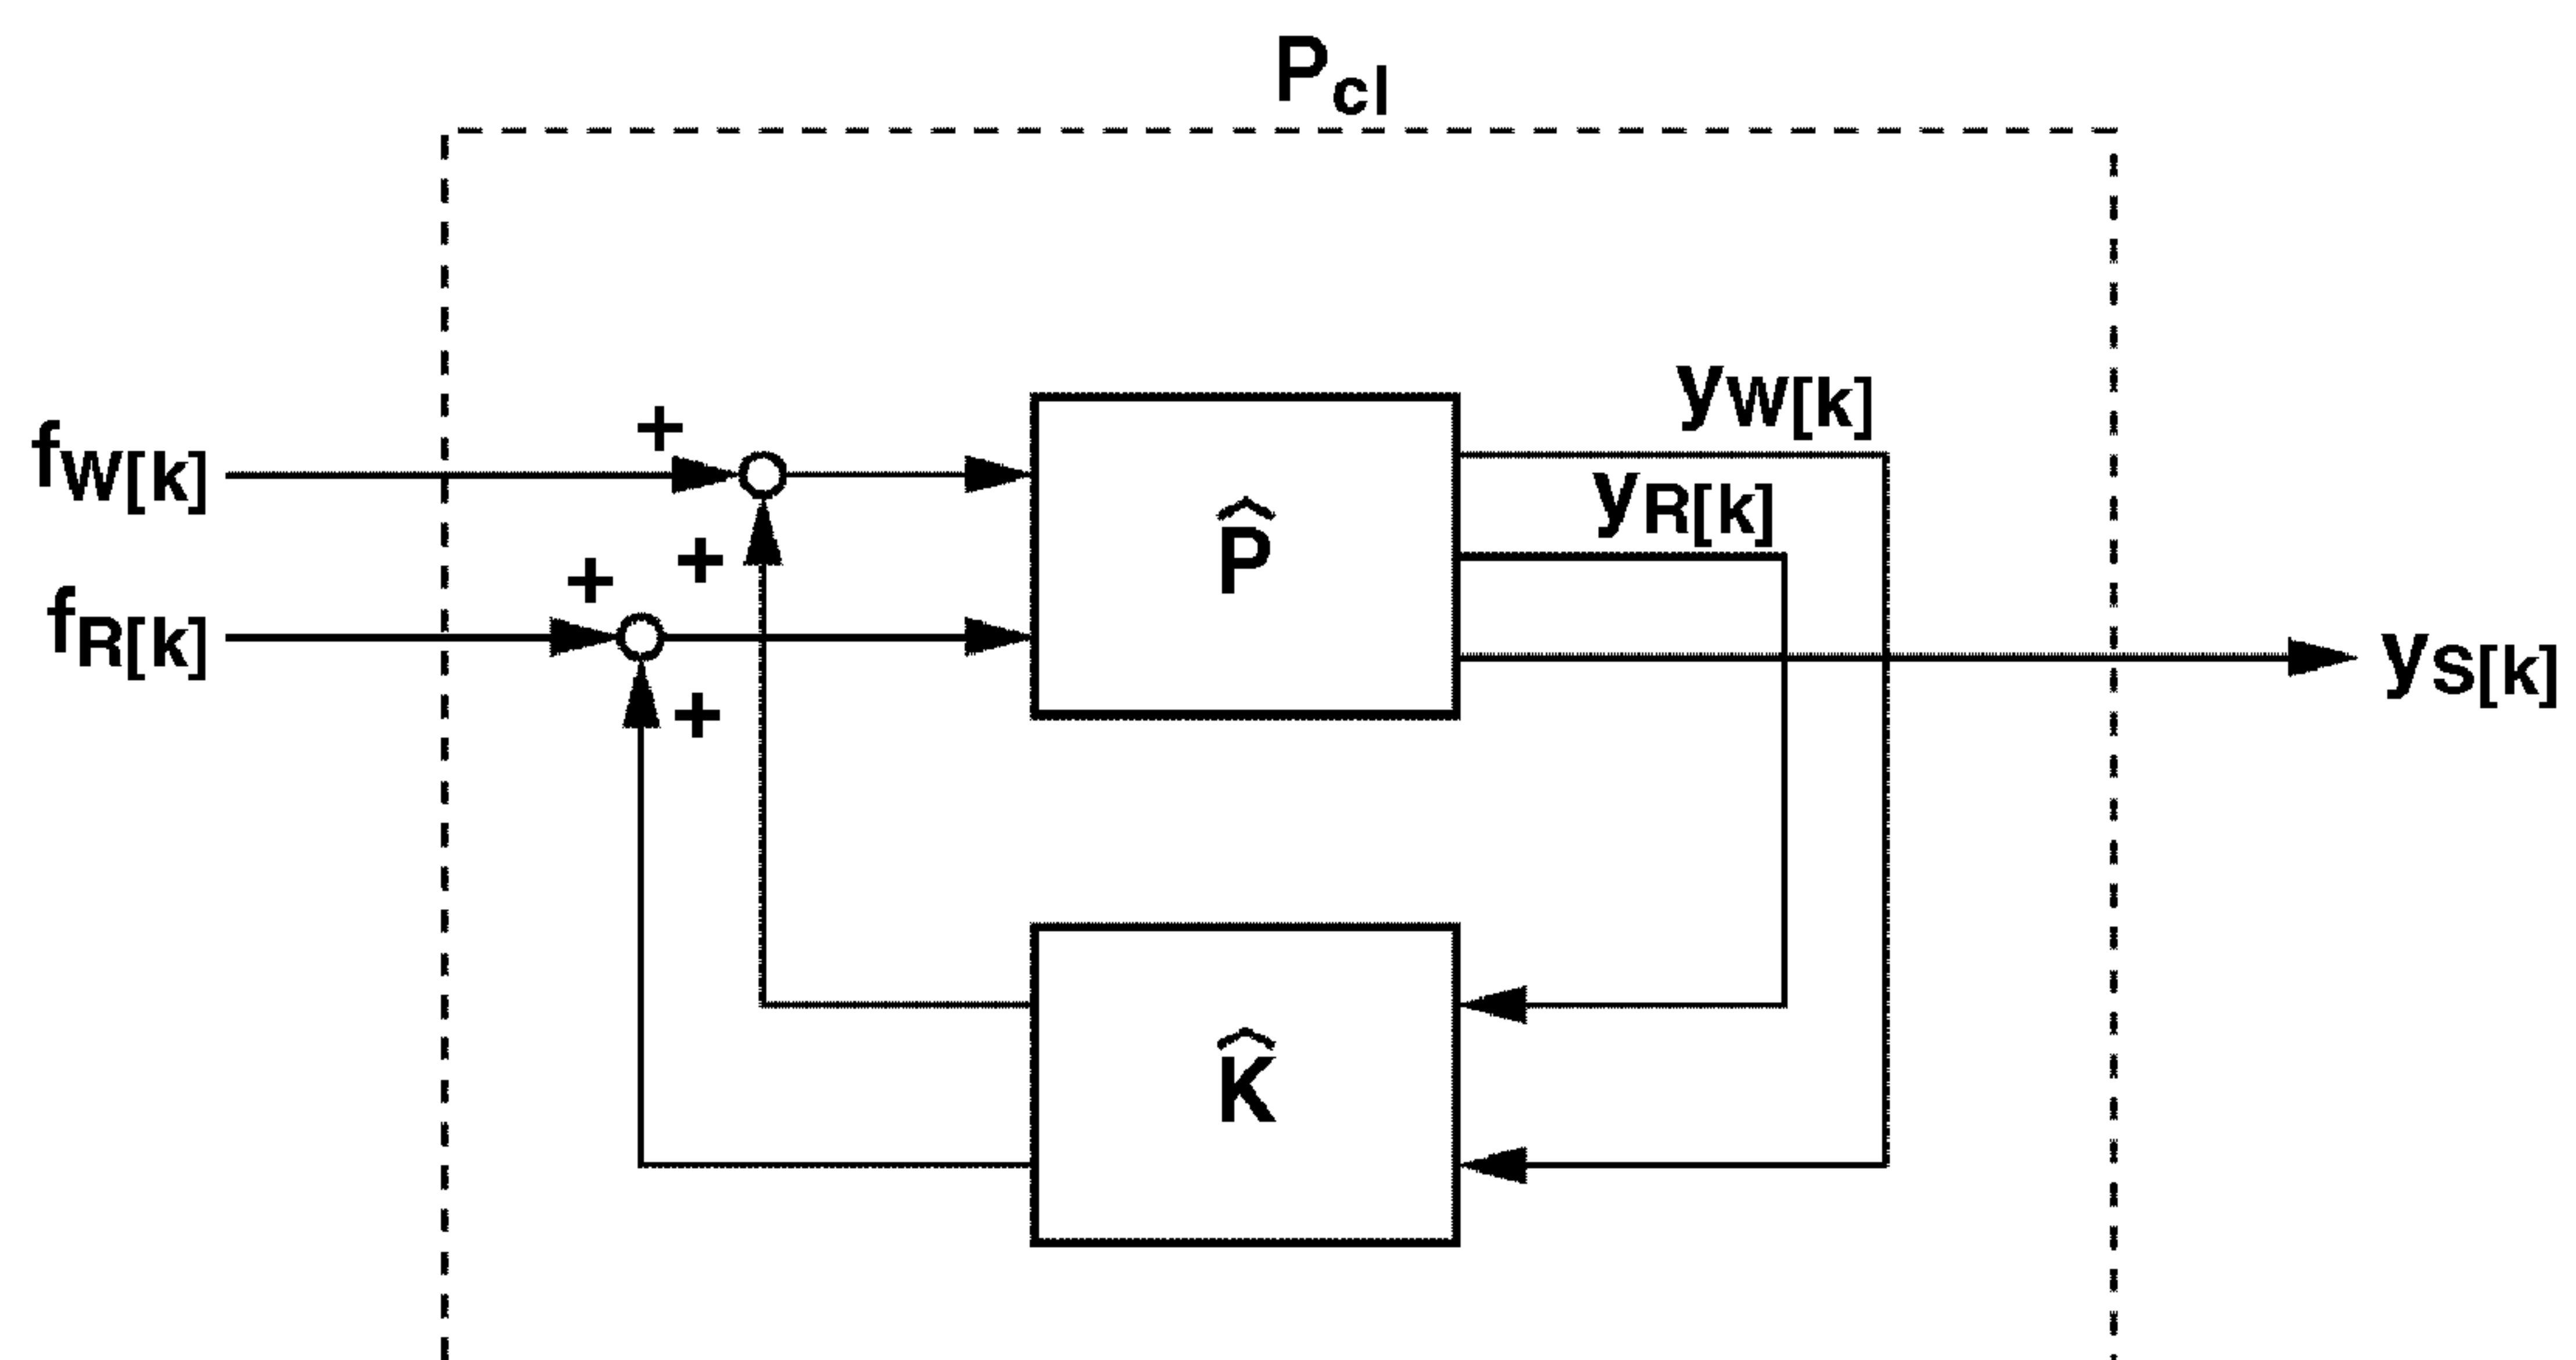 Pcl
yW[k]
fW[k]
+
yR[k]
P̂
+
+
fR[k]
yS[k]
+
K̂